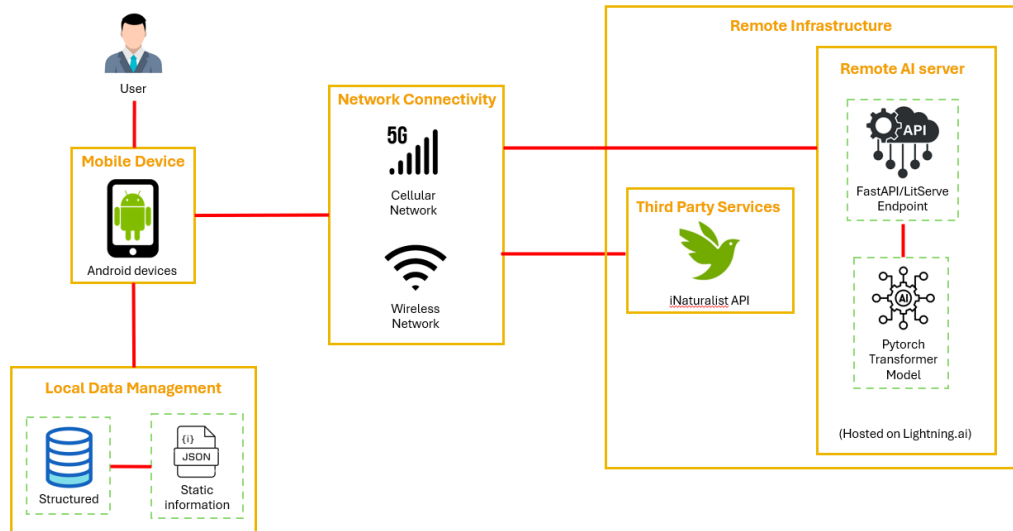 User
Mobile Device
Android devices
Local Data Management
Structured
{i}
JSON
Static
information
Network Connectivity
5G
Cellular
Network
Wireless
Network
Remote Infrastructure
Third Party Services
iNaturalist API
Remote AI server
API
FastAPI/LitServe
Endpoint
AI
Pytorch
Transformer
Model
(Hosted on Lightning.ai)